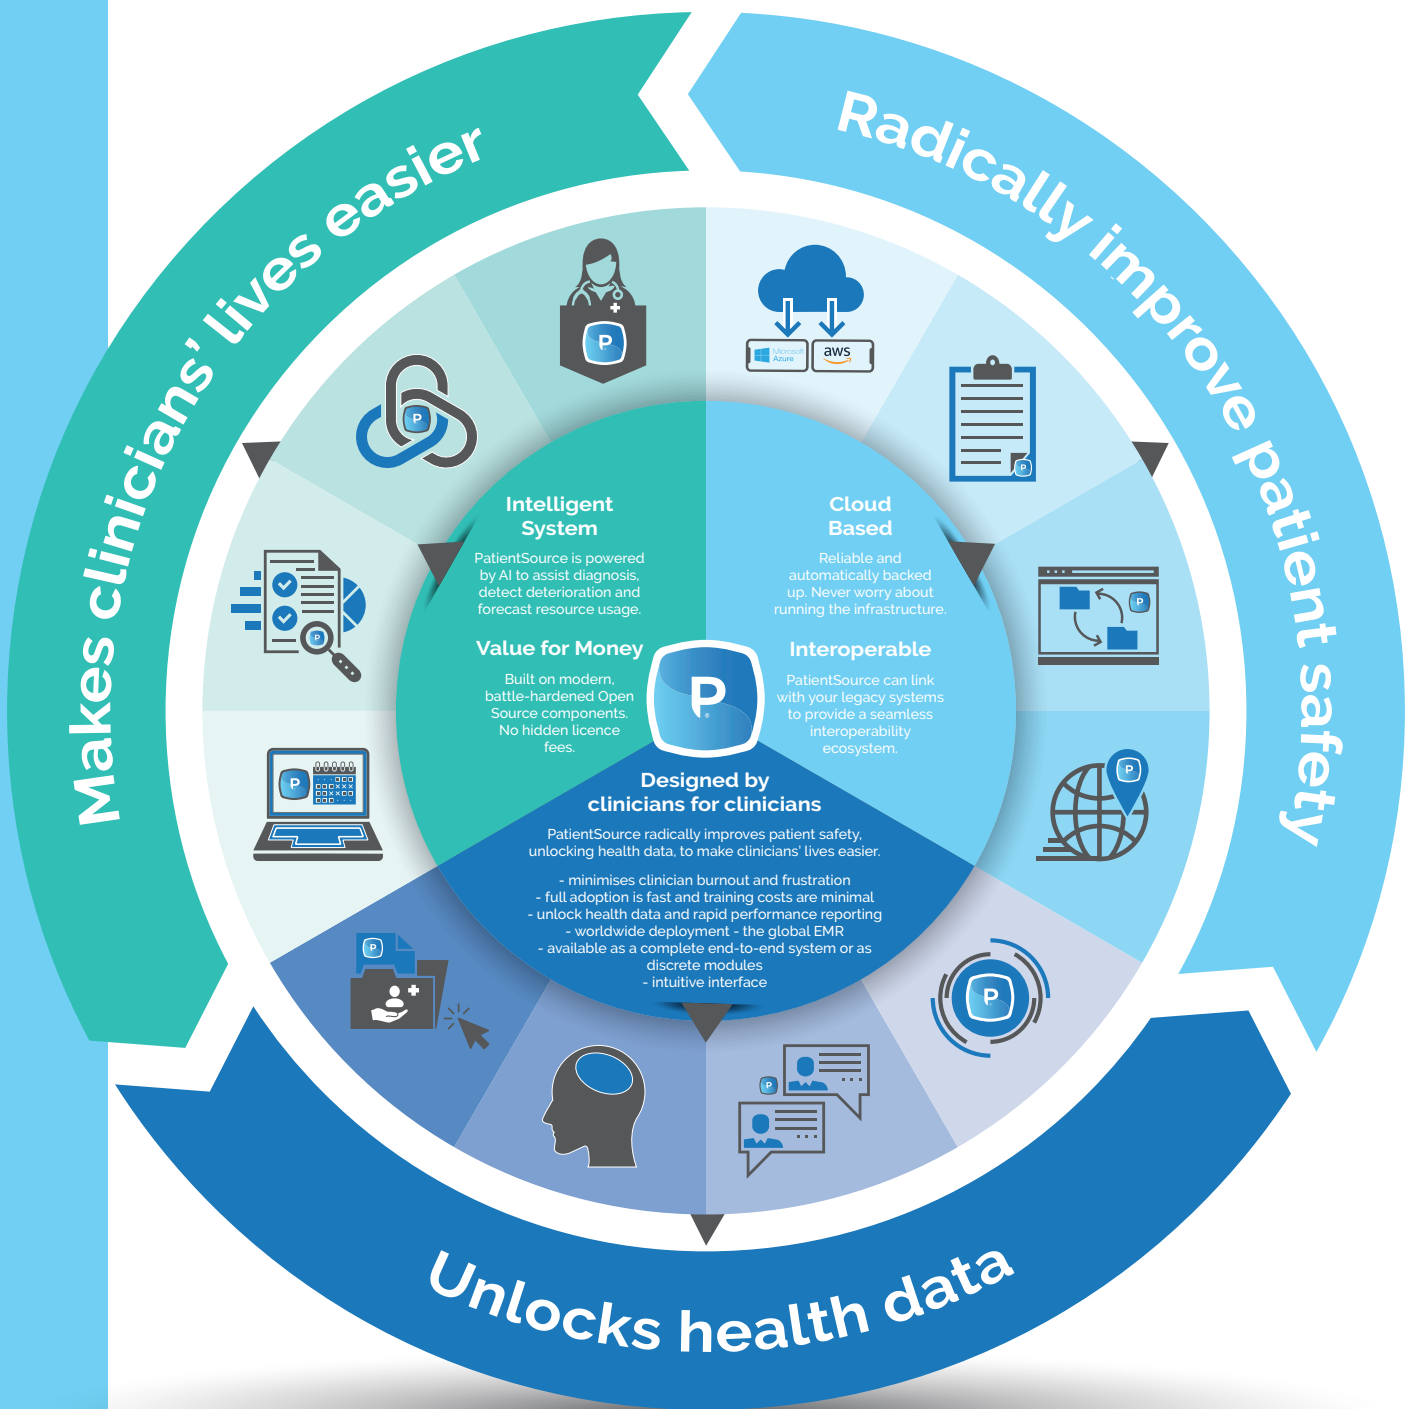 Makes clinicians' lives easier
Radically improve patient safety
Microsoft
Azure
aws
P
P
P
P
P
P
P
P
P
P
P
Intelligent
System
PatientSource is powered
by AI to assist diagnosis,
detect deterioration and
forecast resource usage.
Value for Money
Built on modern,
battle-hardened Open
Source components.
No hidden licence
fees.
Cloud
Based
Reliable and
automatically backed
up. Never worry about
running the infrastructure.
Interoperable
PatientSource can link
with your legacy systems
to provide a seamless
interoperability
ecosystem.
P®
Designed by
clinicians for clinicians
PatientSource radically improves patient safety,
unlocking health data, to make clinicians' lives easier.
- minimises clinician burnout and frustration
- full adoption is fast and training costs are minimal
- unlock health data and rapid performance reporting
- worldwide deployment - the global EMR
- available as a complete end-to-end system or as
discrete modules
- intuitive interface
Unlocks health data